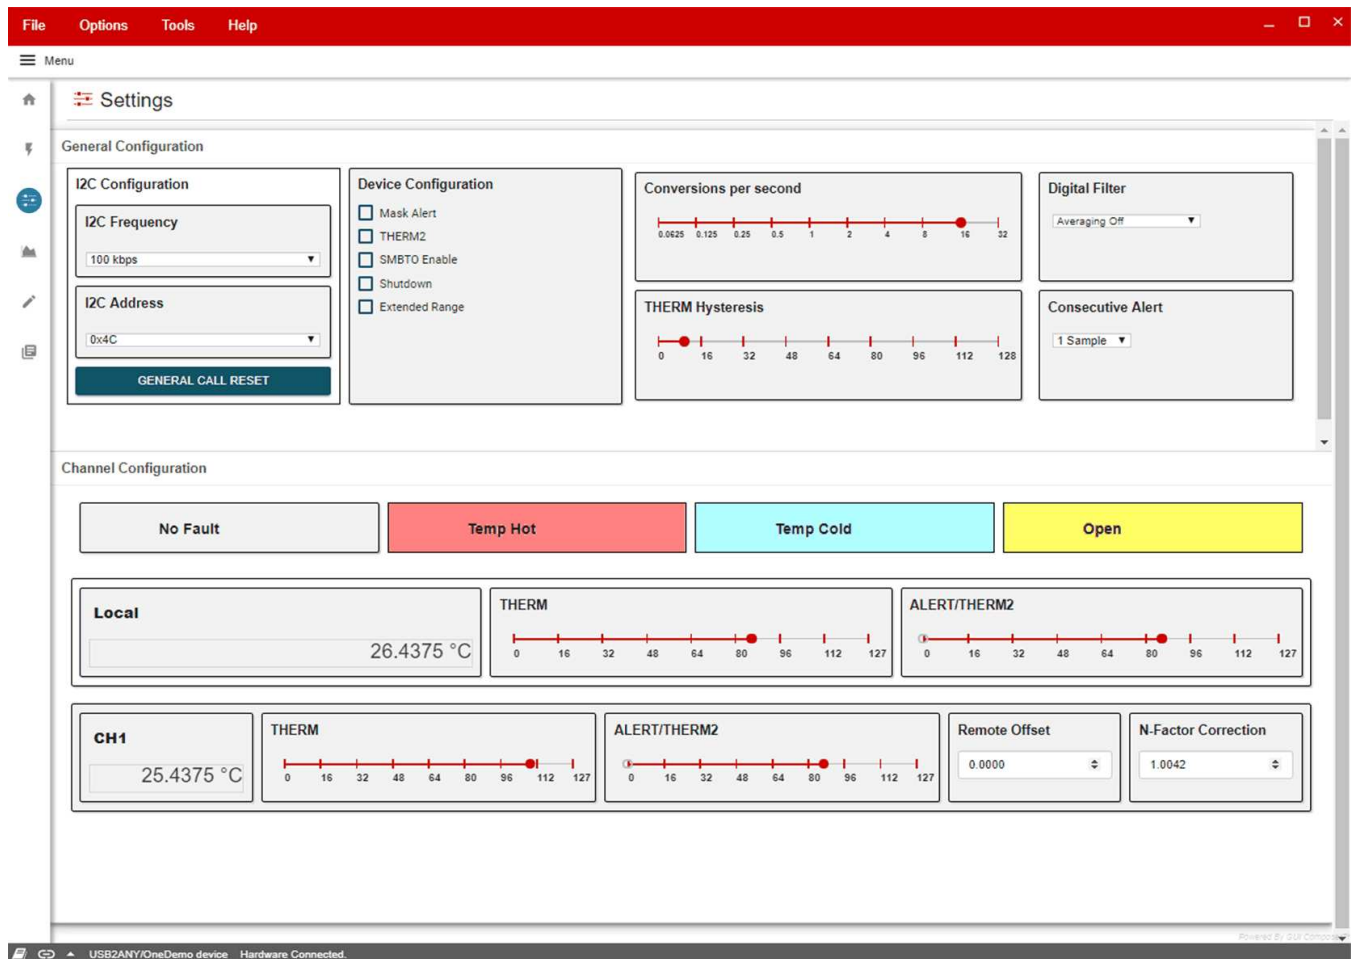 File Options Tools Help
Menu
Settings
General Configuration
I2C Configuration
I2C Frequency
100 kbps
I2C Address
0x4C
GENERAL CALL RESET
Device Configuration
Mask Alert
THERM2
SMBTO Enable
Shutdown
Extended Range
Conversions per second
0.0625 0.125 0.25 0.5 1 2 4 8 16 32
THERM Hysteresis
0 16 32 48 64 80 96 112 128
Digital Filter
Averaging Off
Consecutive Alert
1 Sample
Channel Configuration
No Fault Temp Hot Temp Cold Open
Local
26.4375 °C
THERM
0 16 32 48 64 80 96 112 127
ALERT/THERM2
0 16 32 48 64 80 96 112 127
CH1
25.4375 °C
THERM
0 16 32 48 64 80 96 112 127
ALERT/THERM2
0 16 32 48 64 80 96 112 127
Remote Offset
0.0000
N-Factor Correction
1.0042
Powered By GUI
USB2ANY/OneDemo device Hardware Connected.